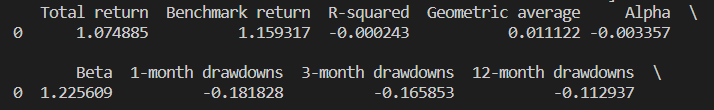 Total return Benchmark return R-squared Geometric average Alpha \
0 1.074885 1.159317 -0.000243 0.011122 -0.003357
Beta 1-month drawdowns 3-month drawdowns 12-month drawdowns \
0 1.225609 -0.181828 -0.165853 -0.112937